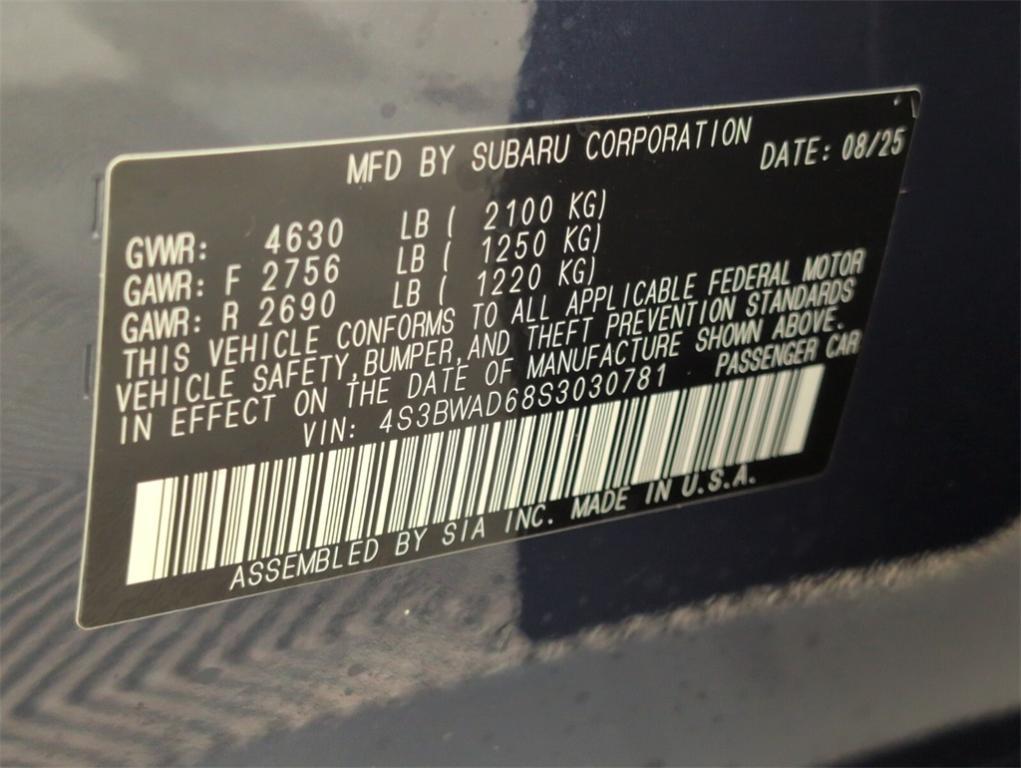 MFD BY SUBARU CORPORATION DATE: 08/25
GVWR: 4630 LB ( 2100 KG)
GAWR: F 2756 LB ( 1250 KG)
GAWR: R 2690 LB ( 1220 KG)
THIS VEHICLE CONFORMS TO ALL APPLICABLE FEDERAL MOTOR
VEHICLE SAFETY, BUMPER, AND THEFT PREVENTION STANDARDS
IN EFFECT ON THE DATE OF MANUFACTURE SHOWN ABOVE.
VIN: 4S3BWAD68S3030781 PASSENGER CAR
ASSEMBLED BY SIA INC. MADE IN U.S.A.